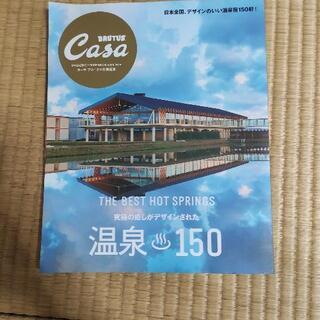 日本全国、デザインのいい温泉宿150軒!
BRUTUS
Casa
THE BEST HOT SPRINGS
究極の癒しがデザインされた
温泉♨150